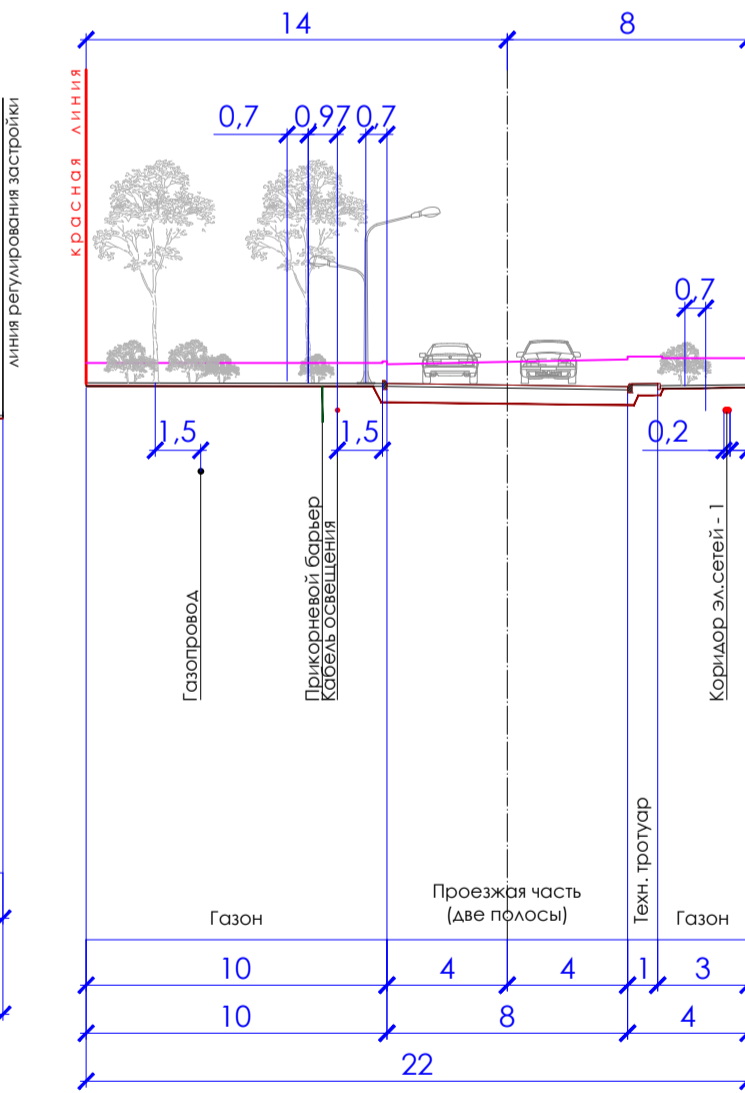 14
8
линия регулирования застройки
красная линия
0,7
0,97
0,7
0,7
1,5
1,5
0,2
Газопровод
Прикорневой барьер
Кабель освещения
Коридор эл.сетей - 1
Газон
Проезжая часть
(две полосы)
Техн. тротуар
Газон
10
4
4
1
3
10
8
4
22